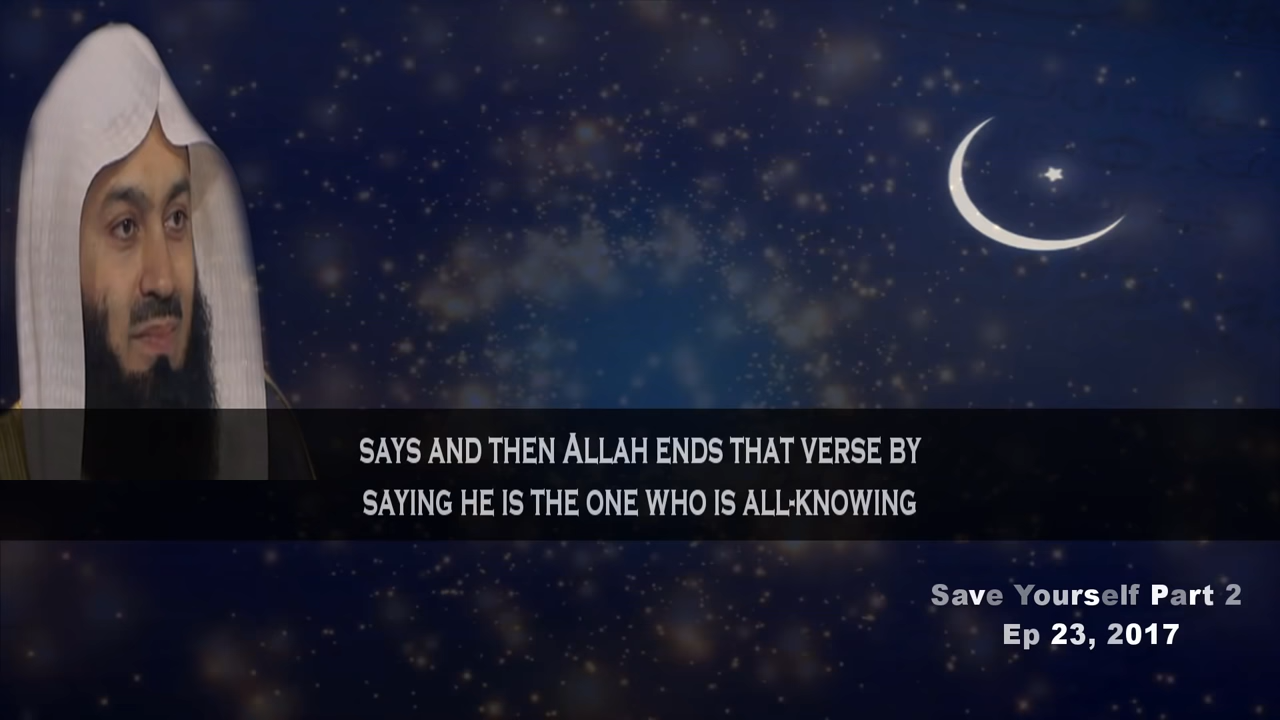 SAYS AND THEN ALLAH ENDS THAT VERSE BY
SAYING HE IS THE ONE WHO IS ALL-KNOWING
Save Yourself Part 2
Ep 23, 2017